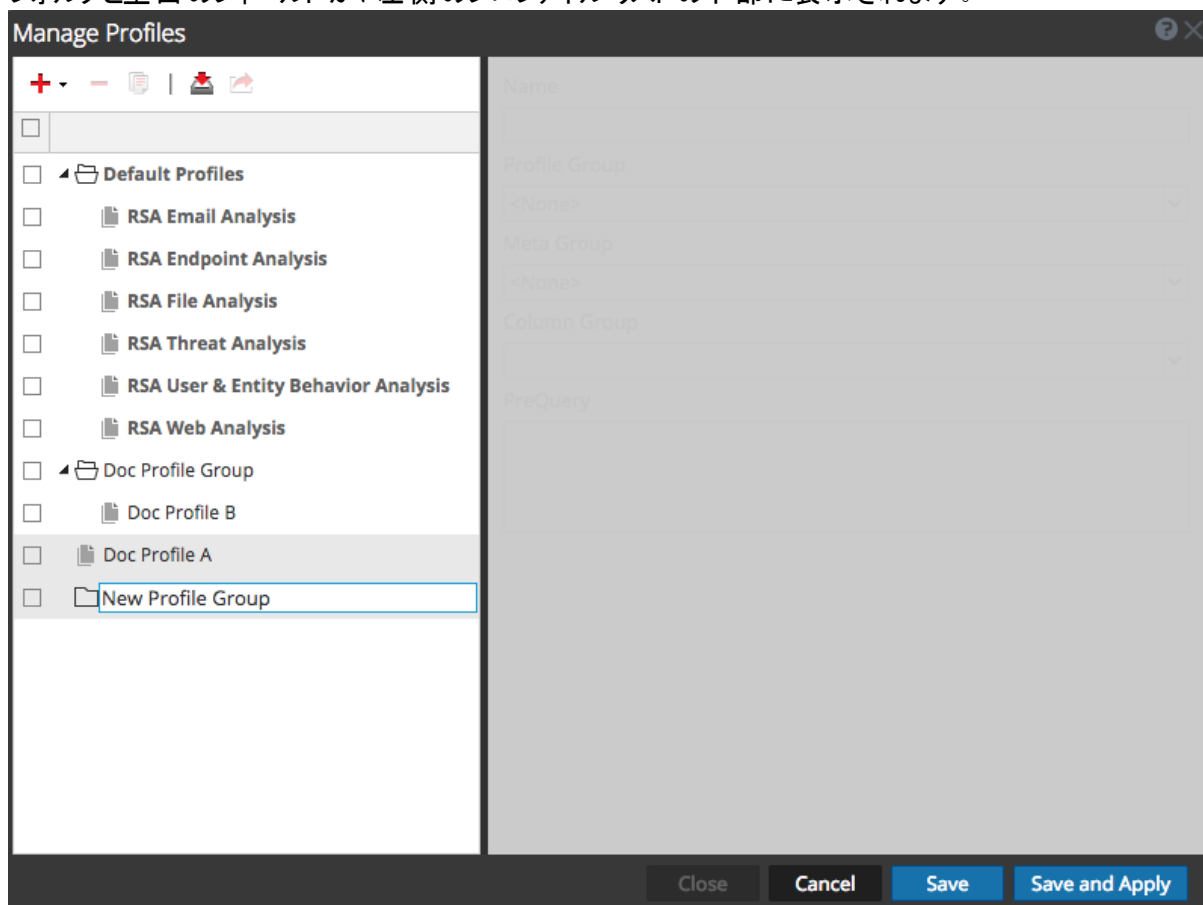 Manage Profiles
Name
Profile Group
<None>
Meta Group
<None>
Column Group
PreQuery
Default Profiles
RSA Email Analysis
RSA Endpoint Analysis
RSA File Analysis
RSA Threat Analysis
RSA User & Entity Behavior Analysis
RSA Web Analysis
Doc Profile Group
Doc Profile B
Doc Profile A
New Profile Group
Close Cancel Save Save and Apply